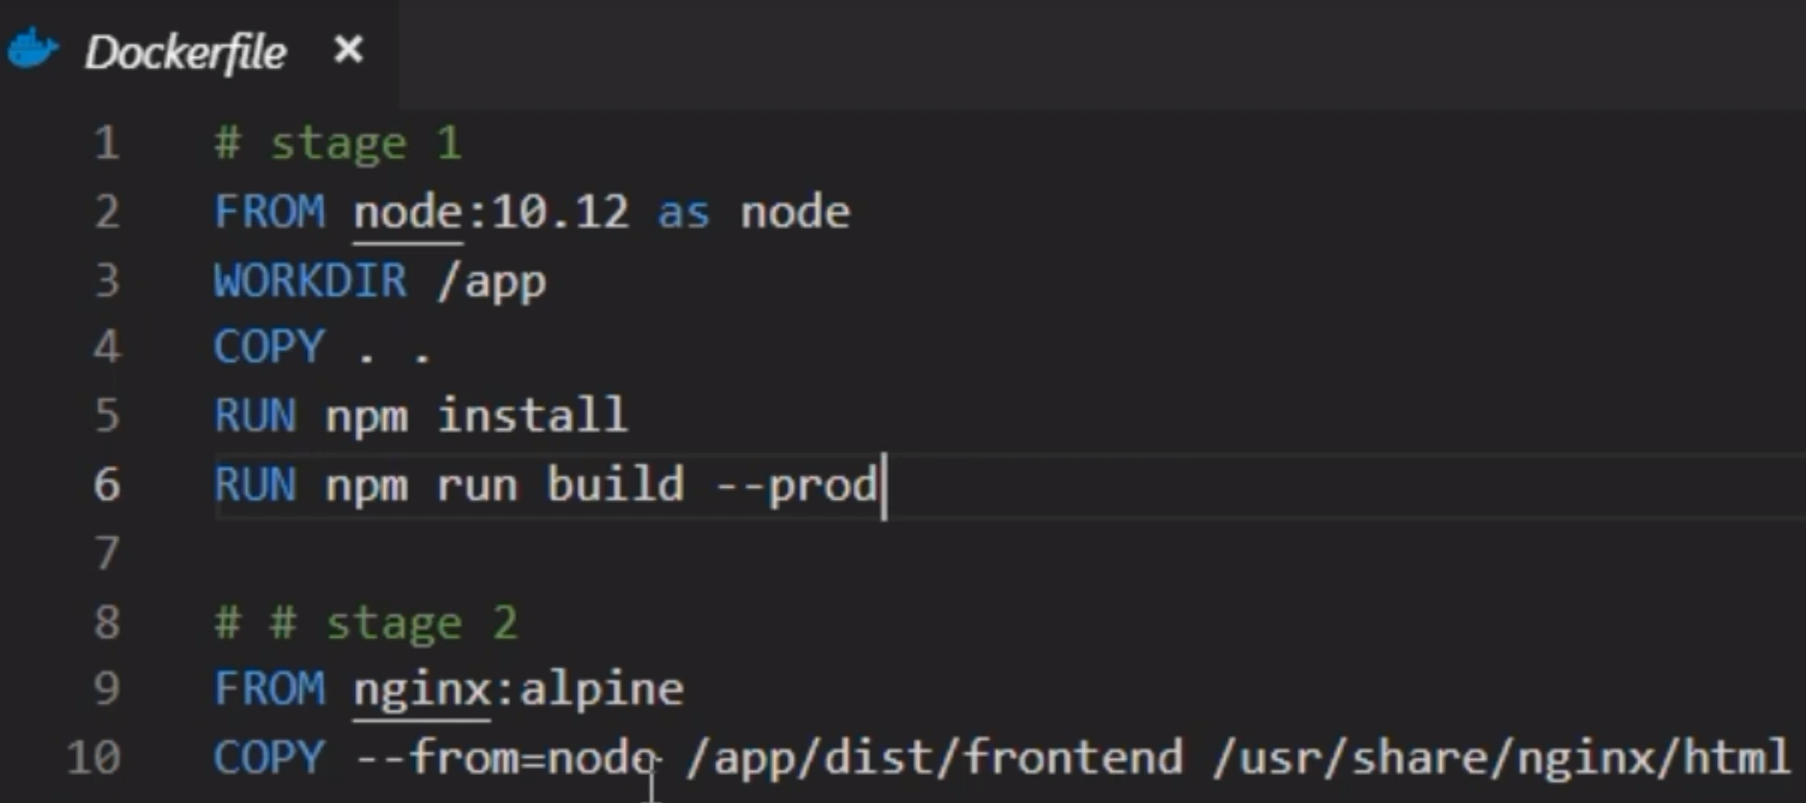 Dockerfile ×
1 # stage 1
2 FROM node:10.12 as node
3 WORKDIR /app
4 COPY . .
5 RUN npm install
6 RUN npm run build --prod
7
8 # # stage 2
9 FROM nginx:alpine
10 COPY --from=node /app/dist/frontend /usr/share/nginx/html